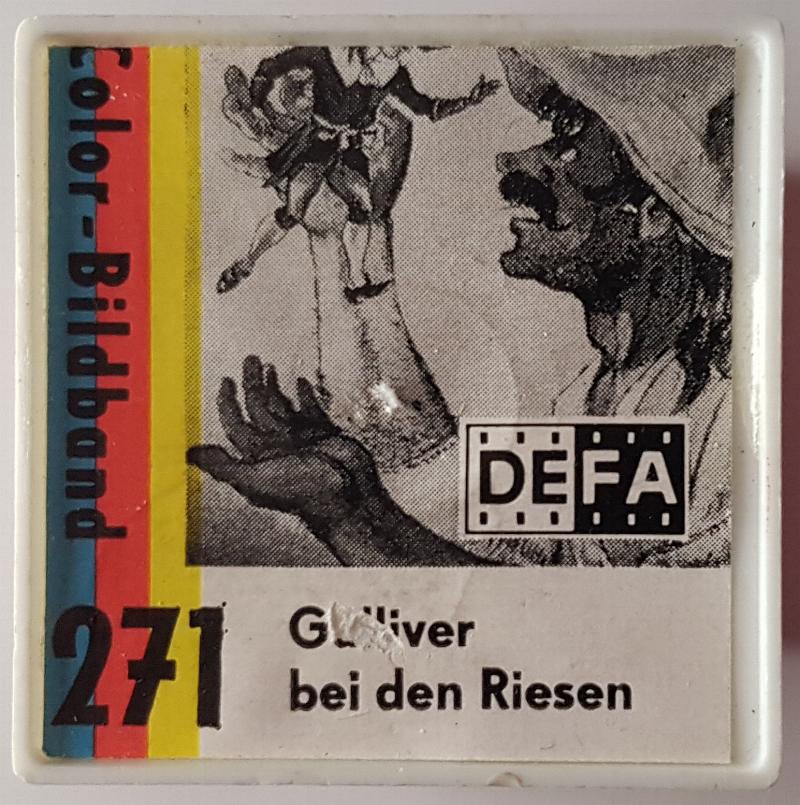 Color-Bildband
DEFA
271
Gulliver
bei den Riesen